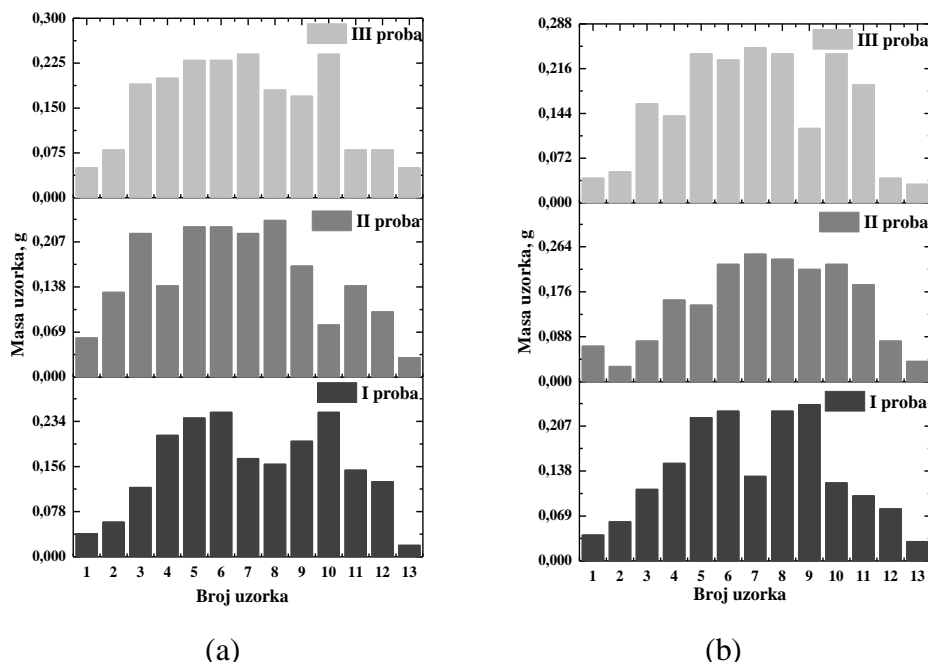 0,300
III proba
0,225
0,150
0,075
0,000
II proba
0,207
0,138
0,069
0,000
I proba
0,234
0,156
0,078
0,000
Masa uzorka, g
1 2 3 4 5 6 7 8 9 10 11 12 13
Broj uzorka
(a)
0,288
III proba
0,216
0,144
0,072
0,000
II proba
0,264
0,176
0,088
0,000
I proba
0,207
0,138
0,069
0,000
Masa uzorka, g
1 2 3 4 5 6 7 8 9 10 11 12 13
Broj uzorka
(b)